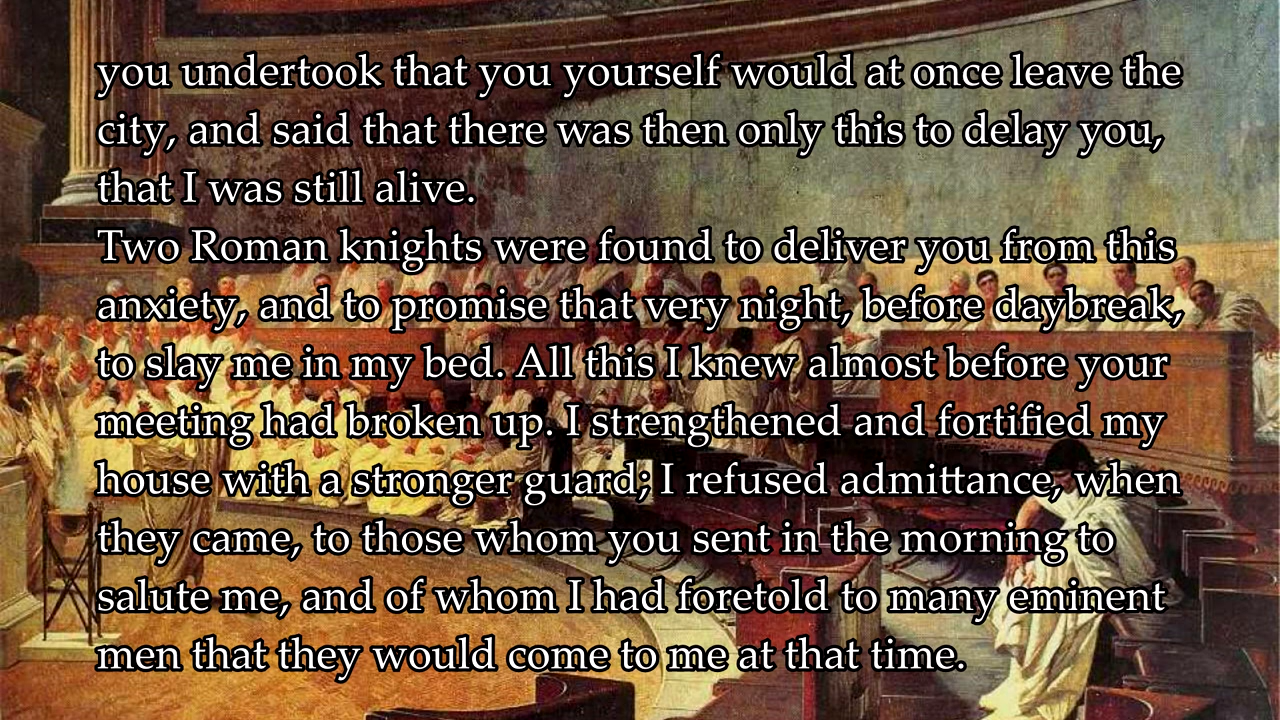 you undertook that you yourself would at once leave the
city, and said that there was then only this to delay you,
that I was still alive.
Two Roman knights were found to deliver you from this
anxiety, and to promise that very night, before daybreak,
to slay me in my bed. All this I knew almost before your
meeting had broken up. I strengthened and fortified my
house with a stronger guard; I refused admittance, when
they came, to those whom you sent in the morning to
salute me, and of whom I had foretold to many eminent
men that they would come to me at that time.